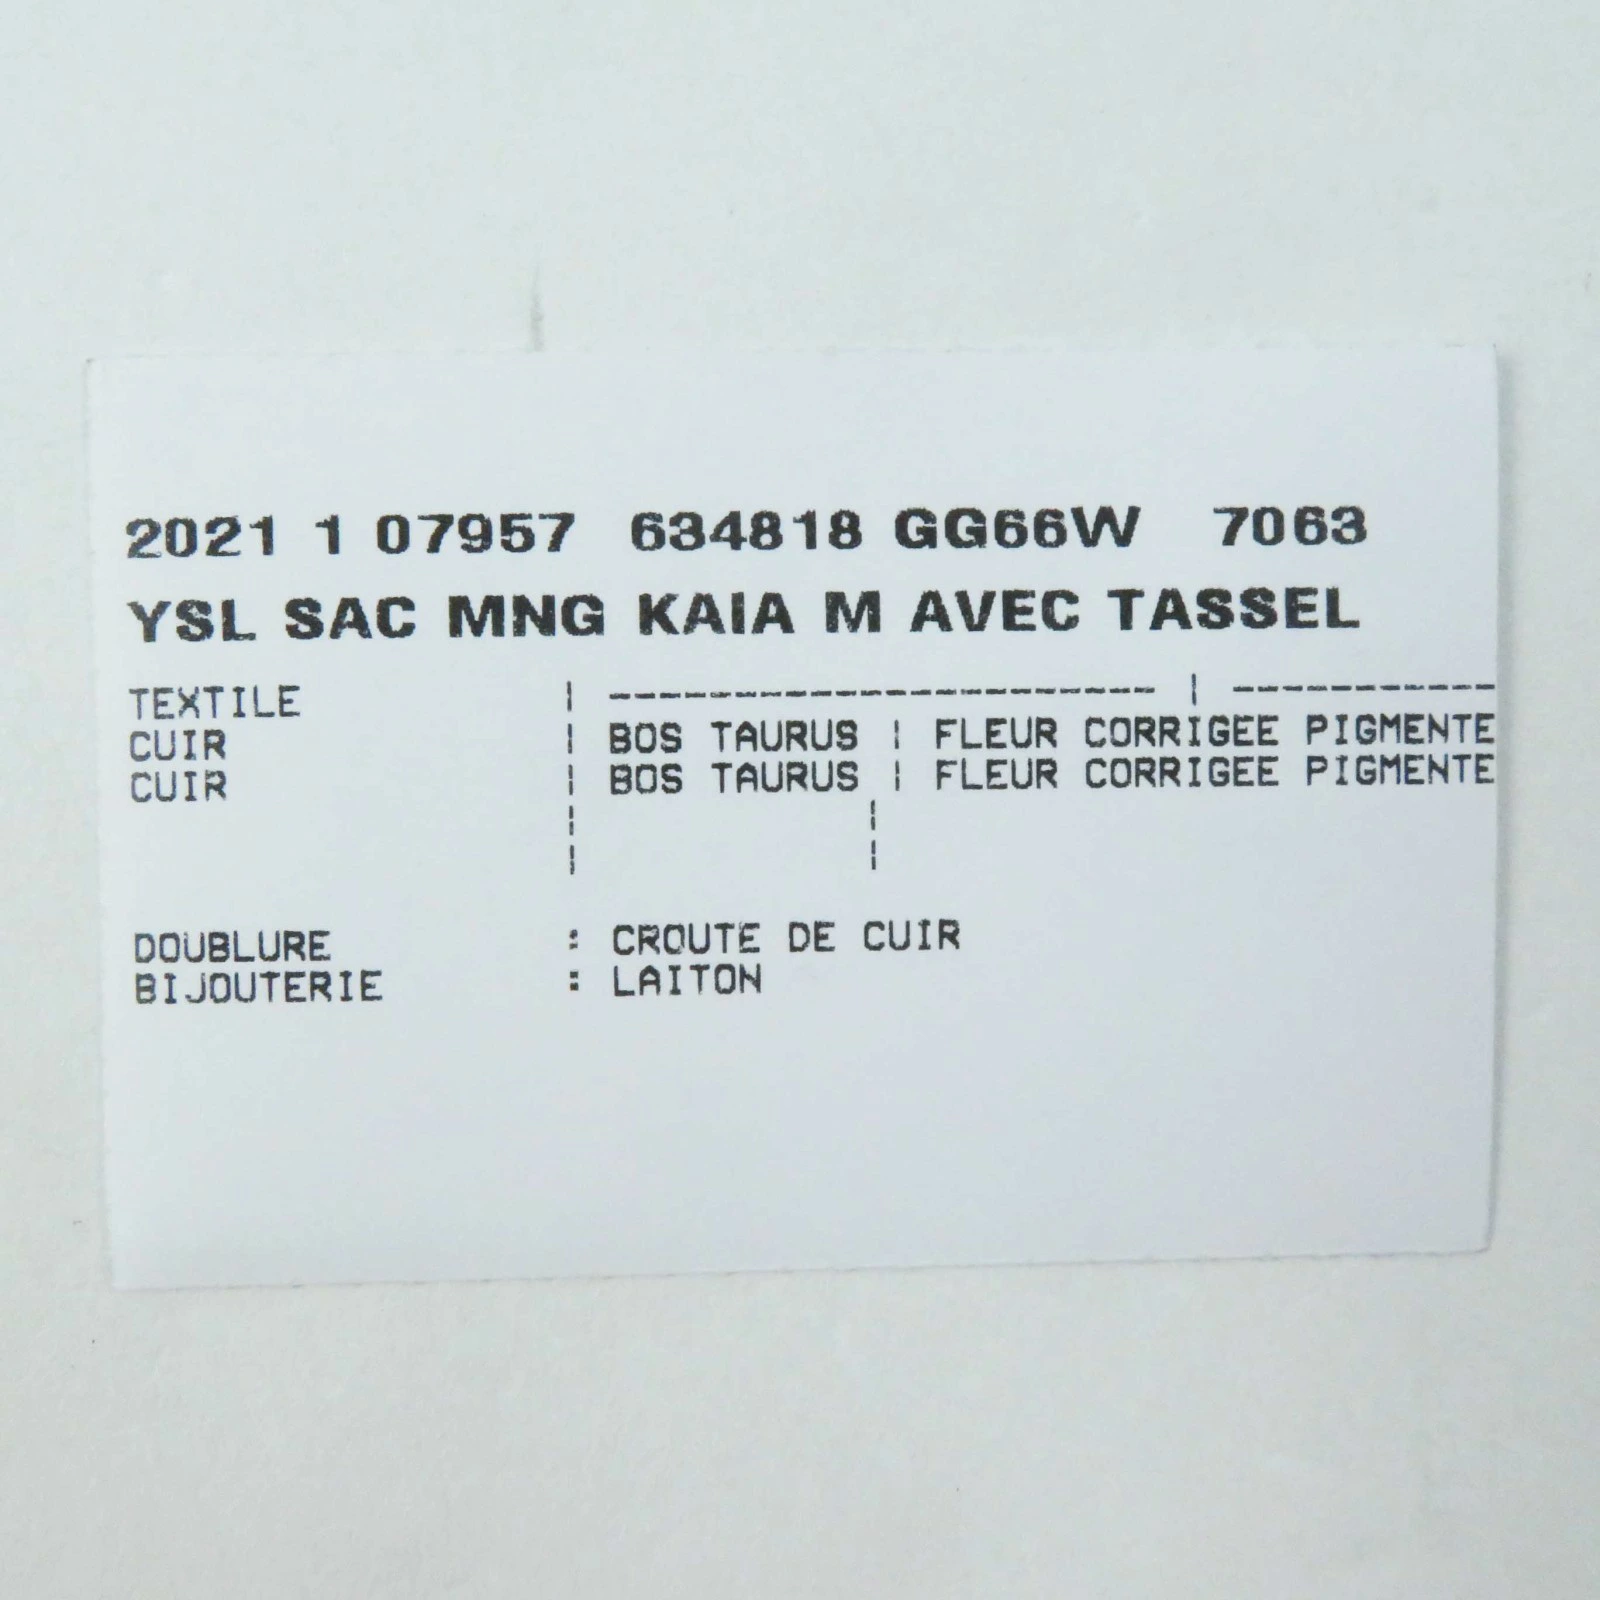 2021 1 07957 634818 GG66W 7063
YSL SAC MNG KAIA M AVEC TASSEL
TEXTILE | ---------------------- | -----------
CUIR | BOS TAURUS | FLEUR CORRIGEE PIGMENTE
CUIR | BOS TAURUS | FLEUR CORRIGEE PIGMENTE
| |
| |
DOUBLURE : CROUTE DE CUIR
BIJOUTERIE : LAITON